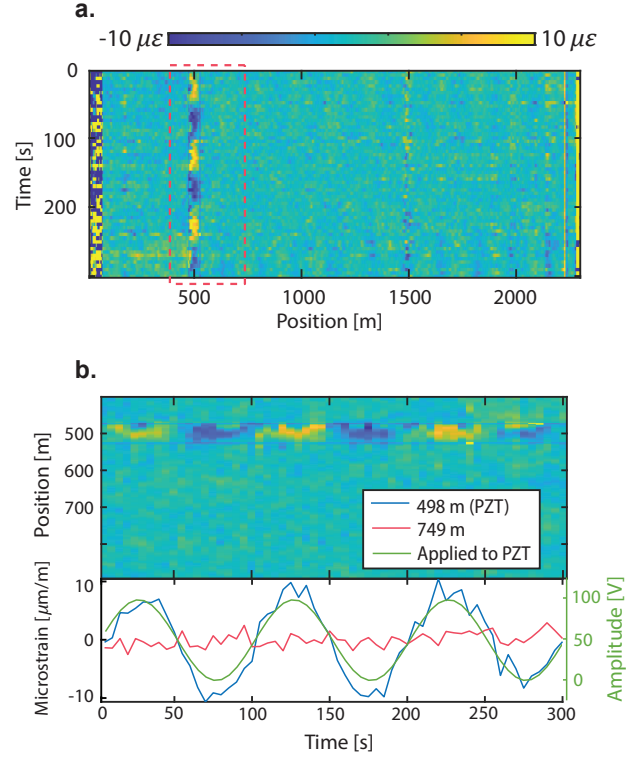 a.
-10 με
10 με
0
100
200
Time [s]
500
1000
1500
2000
Position [m]
b.
500
600
700
Position [m]
498 m (PZT)
749 m
Applied to PZT
10
0
-10
Microstrain [μm/m]
100
50
0
Amplitude [V]
0
50
100
150
200
250
300
Time [s]